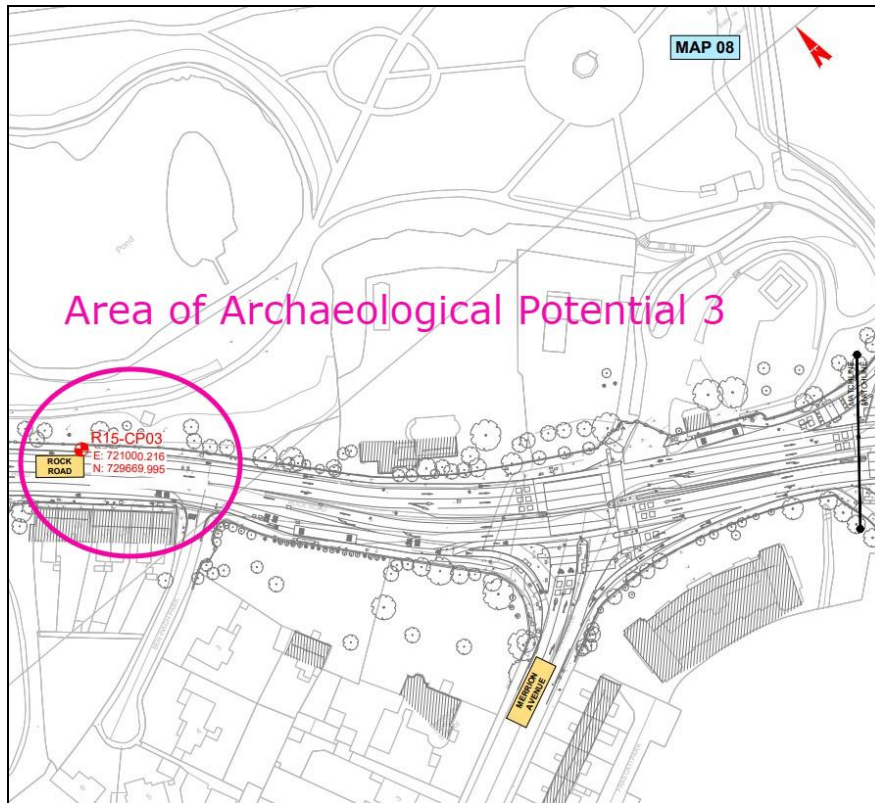 MAP 08
N
Pond
Area of Archaeological Potential 3
R15-CP03
E: 721000.216
N: 729669.995
ROCK
ROAD
MATCHLINE
MATCHLINE
MERRION
AVENUE